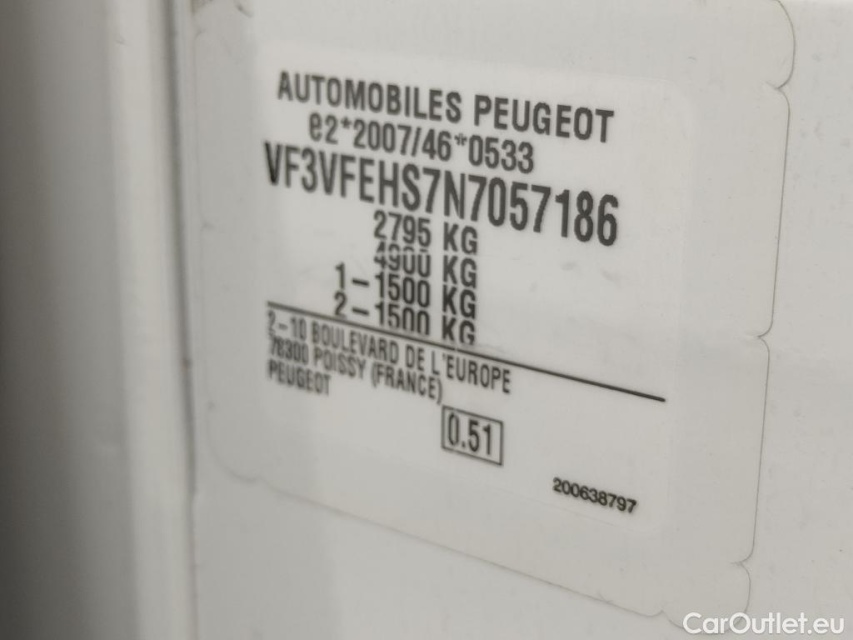 AUTOMOBILES PEUGEOT
e2*2007/46*0533
VF3VFEHS7N7057186
2795 KG
4900 KG
1-1500 KG
2-1500 KG
2-10 BOULEVARD DE L'EUROPE
78300 POISSY (FRANCE)
PEUGEOT
0.51
200638797
CarOutlet.eu